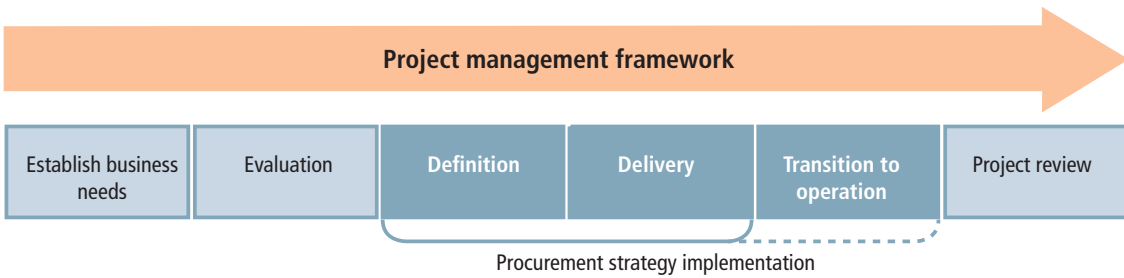 Project management framework
Establish business
needs
Evaluation
Definition
Delivery
Transition to
operation
Project review
Procurement strategy implementation